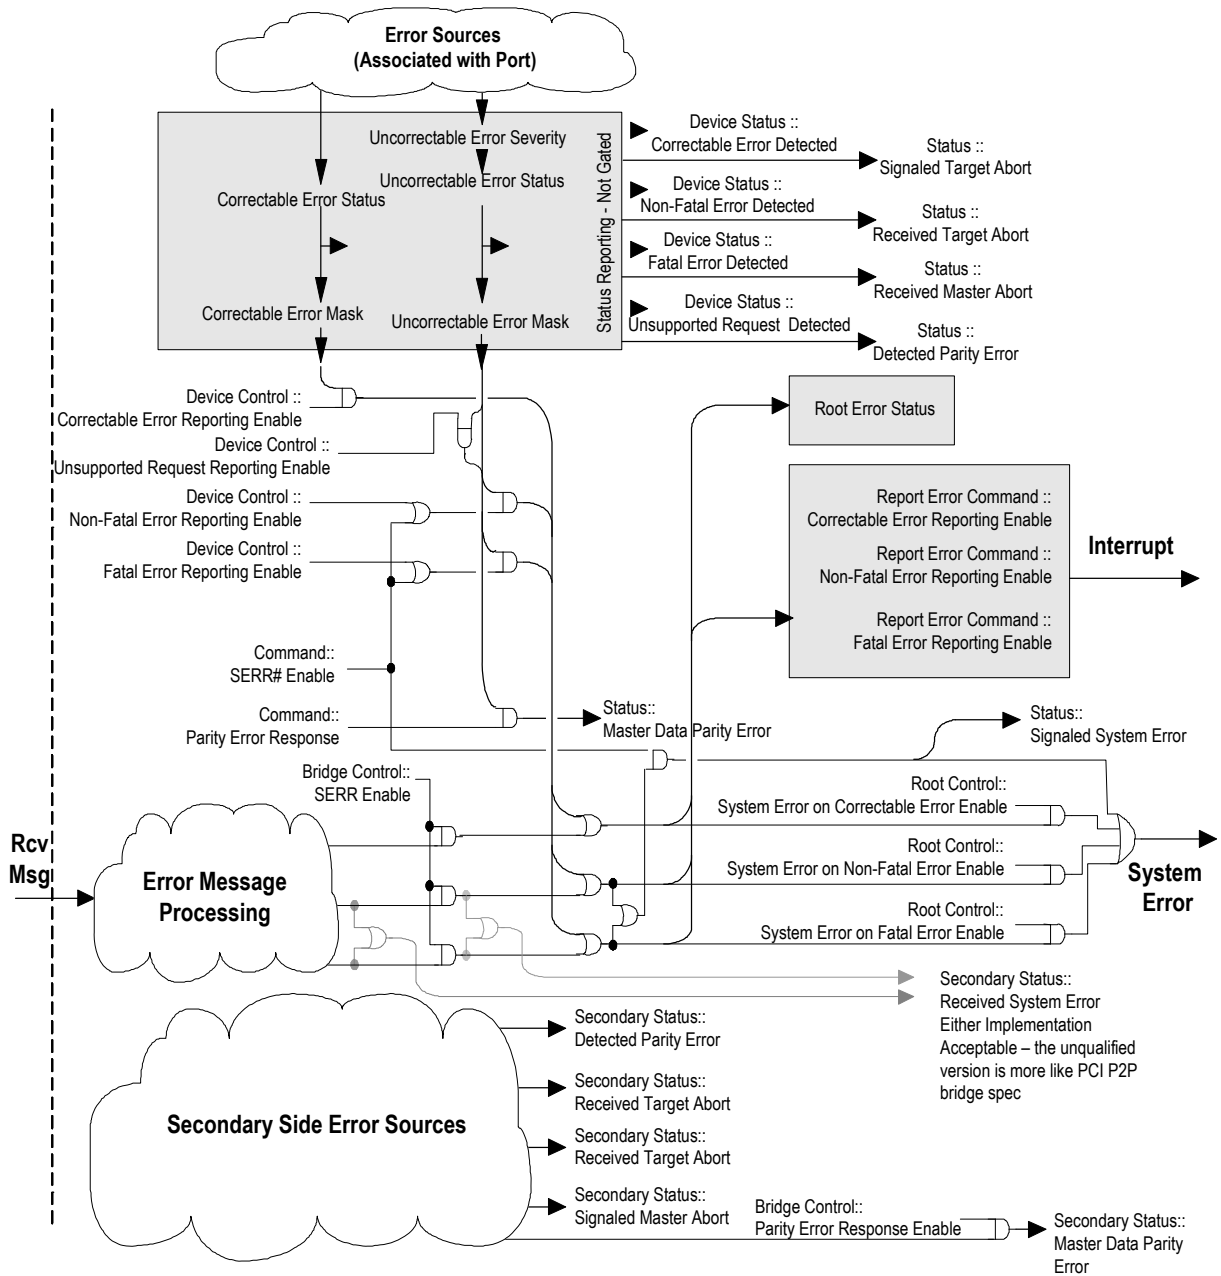 Error Sources
(Associated with Port)
Uncorrectable Error Severity
Uncorrectable Error Status
Correctable Error Status
Correctable Error Mask
Uncorrectable Error Mask
Status Reporting - Not Gated
Device Status ::
Correctable Error Detected
Status ::
Signaled Target Abort
Device Status ::
Non-Fatal Error Detected
Status ::
Received Target Abort
Device Status ::
Fatal Error Detected
Status ::
Received Master Abort
Device Status ::
Unsupported Request Detected
Status ::
Detected Parity Error
Device Control ::
Correctable Error Reporting Enable
Device Control ::
Unsupported Request Reporting Enable
Device Control ::
Non-Fatal Error Reporting Enable
Device Control ::
Fatal Error Reporting Enable
Root Error Status
Report Error Command ::
Correctable Error Reporting Enable
Report Error Command ::
Non-Fatal Error Reporting Enable
Report Error Command ::
Fatal Error Reporting Enable
Interrupt
Command::
SERR# Enable
Command::
Parity Error Response
Status::
Master Data Parity Error
Status::
Signaled System Error
Bridge Control::
SERR Enable
Root Control::
System Error on Correctable Error Enable
Root Control::
System Error on Non-Fatal Error Enable
Root Control::
System Error on Fatal Error Enable
System
Error
Rcv
Msg
Error Message
Processing
Secondary Status::
Received System Error
Either Implementation
Acceptable – the unqualified
version is more like PCI P2P
bridge spec
Secondary Side Error Sources
Secondary Status::
Detected Parity Error
Secondary Status::
Received Target Abort
Secondary Status::
Received Target Abort
Secondary Status::
Signaled Master Abort
Bridge Control::
Parity Error Response Enable
Secondary Status::
Master Data Parity
Error